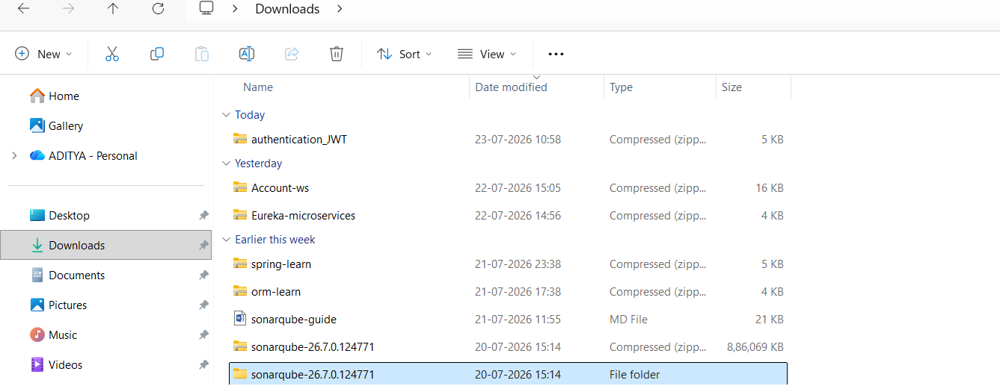 Downloads
New
Sort
View
Home
Gallery
ADITYA - Personal
Desktop
Downloads
Documents
Pictures
Music
Videos
Name Date modified Type Size
Today
authentication_JWT 23-07-2026 10:58 Compressed (zipp... 5 KB
Yesterday
Account-ws 22-07-2026 15:05 Compressed (zipp... 16 KB
Eureka-microservices 22-07-2026 14:56 Compressed (zipp... 4 KB
Earlier this week
spring-learn 21-07-2026 23:38 Compressed (zipp... 5 KB
orm-learn 21-07-2026 17:38 Compressed (zipp... 4 KB
sonarqube-guide 21-07-2026 11:55 MD File 21 KB
sonarqube-26.7.0.124771 20-07-2026 15:14 Compressed (zipp... 8,86,069 KB
sonarqube-26.7.0.124771 20-07-2026 15:14 File folder